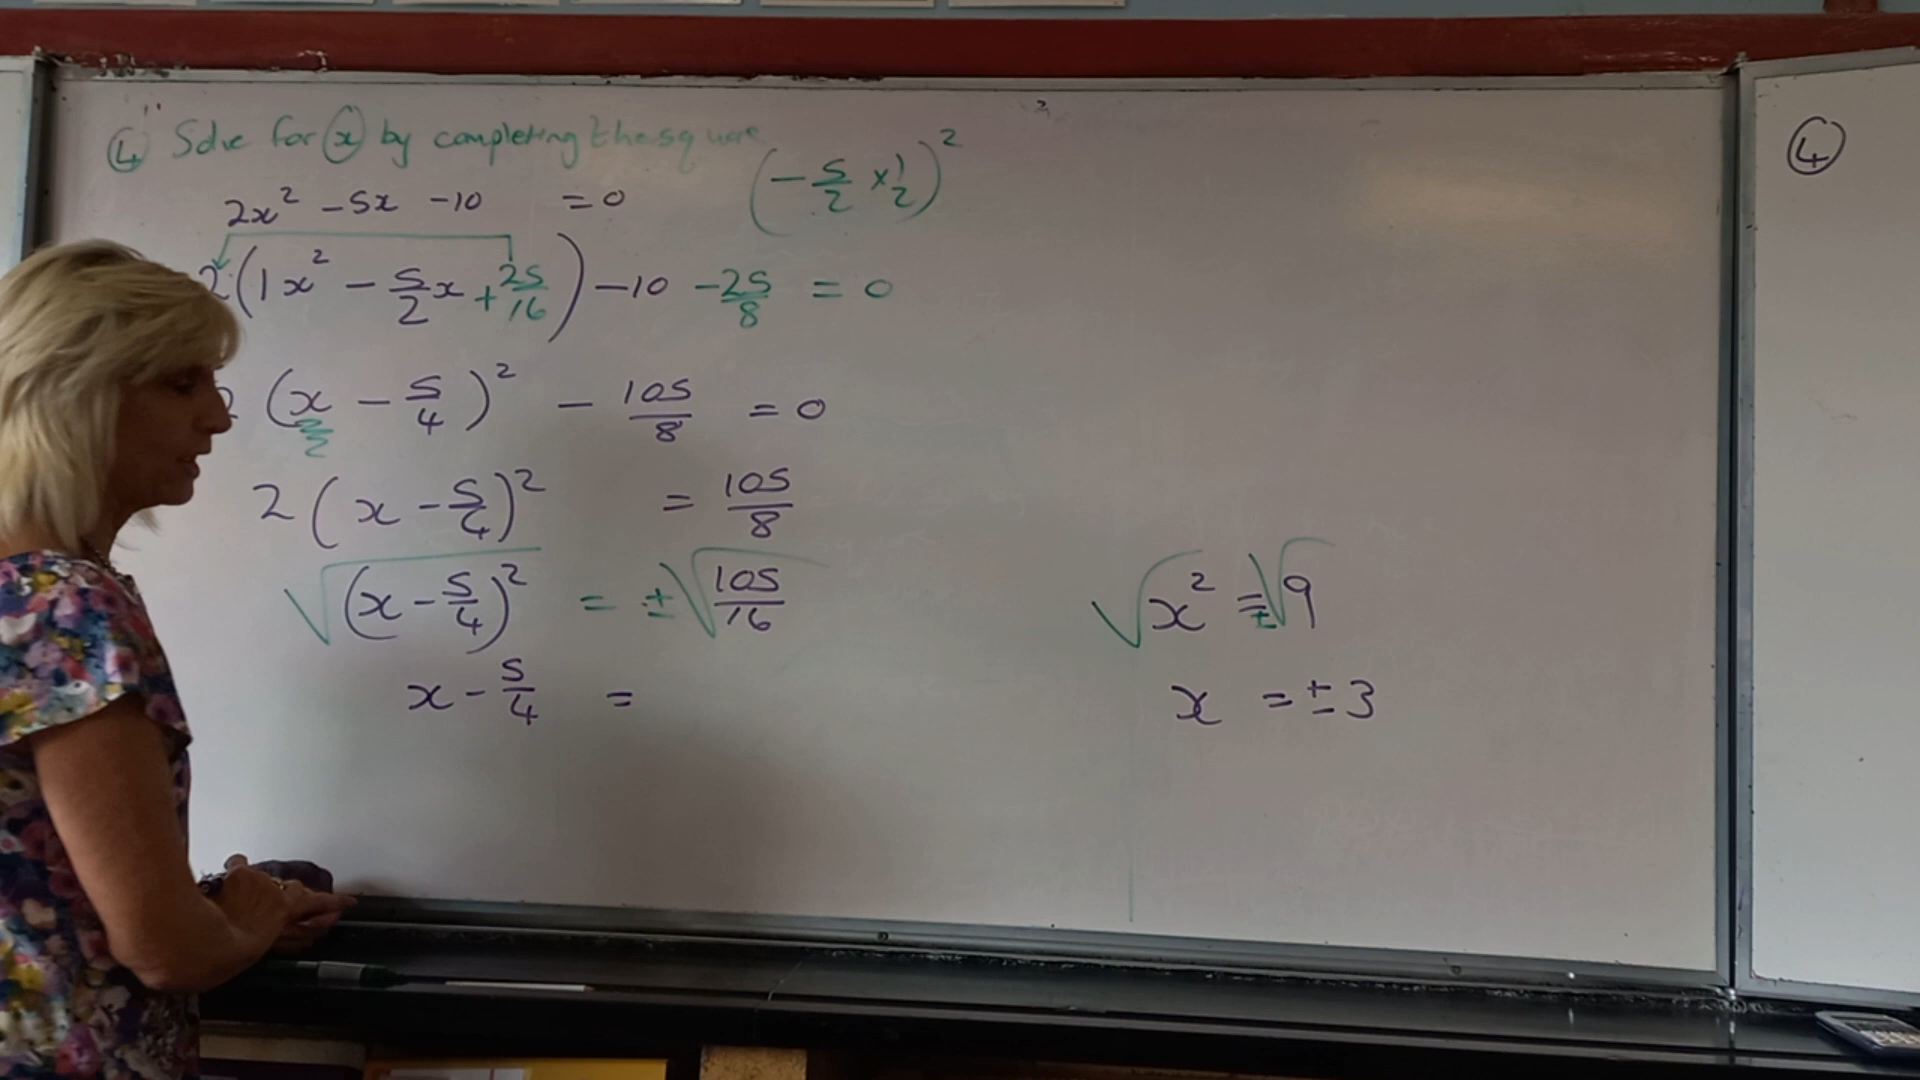 ④ Solve for x by completing the square
(-5/2 × 1/2)²
2x² - 5x - 10 = 0
2(1x² - 5/2x + 25/16) - 10 - 25/8 = 0
2(x - 5/4)² - 105/8 = 0
2(x - 5/4)² = 105/8
√(x - 5/4)² = ±√105/16
x - 5/4 =
√x² = ±√9
x = ±3
④